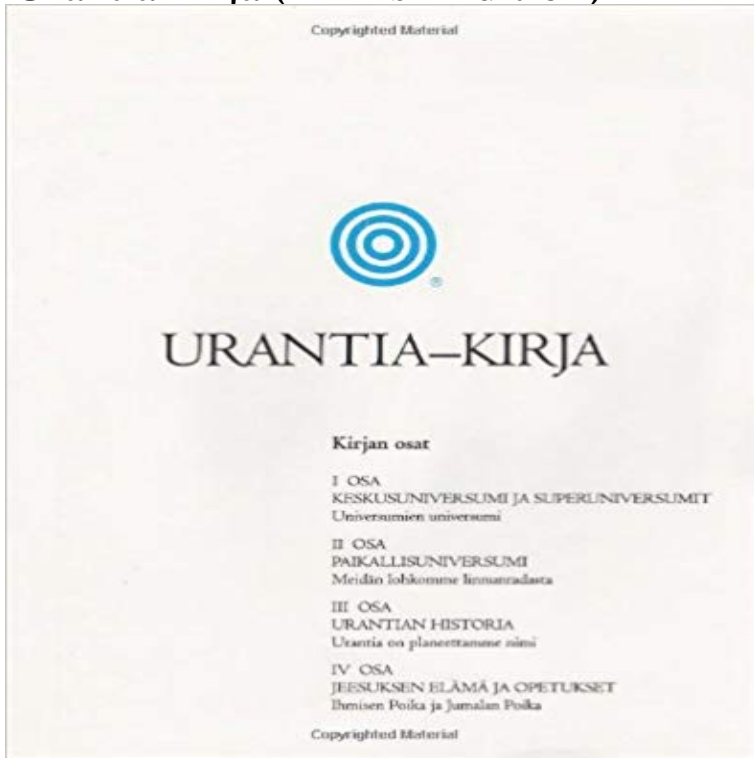 Copyrighted Material
®
URANTIA–KIRJA
Kirjan osat
I OSA
KESKUSUNIVERSUMI JA SUPERUNIVERSUMIT
Universumien universumi
II OSA
PAIKALLISUNIVERSUMI
Meidän lohkomme linnunradasta
III OSA
URANTIAN HISTORIA
Urantia on planeettamme nimi
IV OSA
JEESUKSEN ELÄMÄ JA OPETUKSET
Ihmisen Poika ja Jumalan Poika
Copyrighted Material